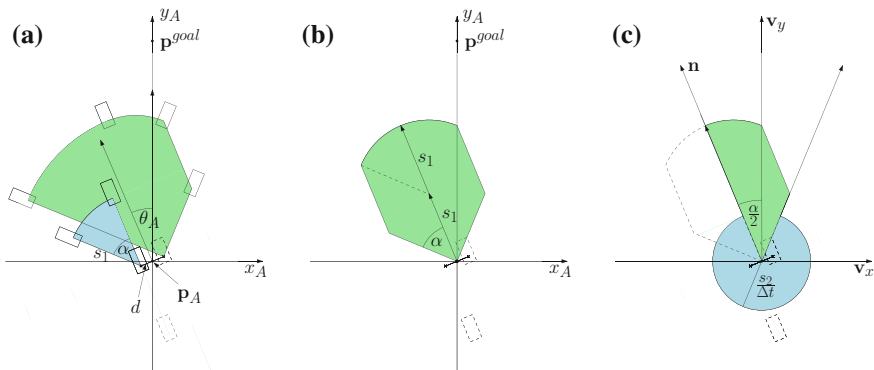 (a)
y_A
p^goal
θ_A
s_1
α
d
p_A
x_A
(b)
y_A
p^goal
s_1
s_1
α
x_A
(c)
v_y
n
α/2
s_2/Δt
v_x